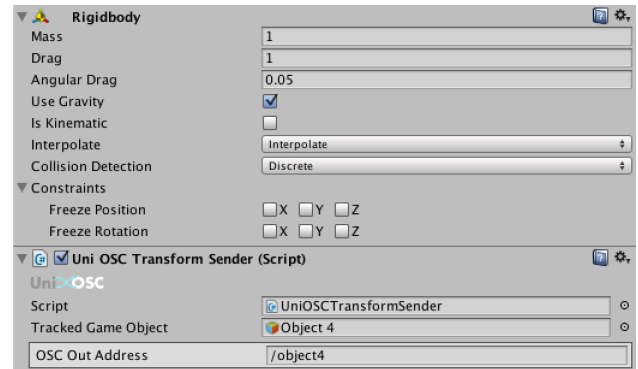 Rigidbody
Mass 1
Drag 1
Angular Drag 0.05
Use Gravity
Is Kinematic
Interpolate Interpolate
Collision Detection Discrete
Constraints
Freeze Position X Y Z
Freeze Rotation X Y Z
Uni OSC Transform Sender (Script)
UniOSC
Script UniOSCTransformSender
Tracked Game Object Object 4
OSC Out Address /object4